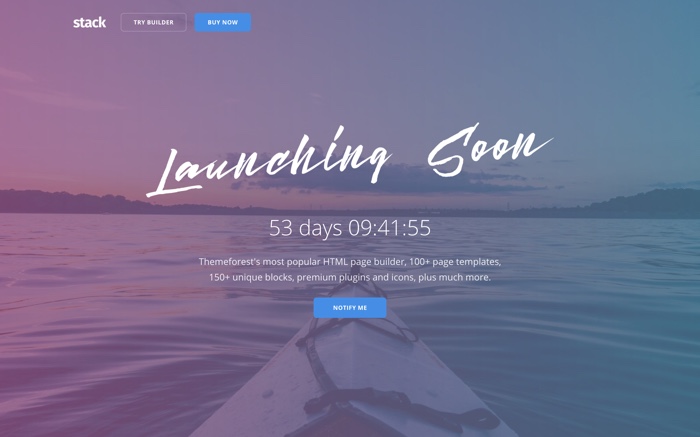 stack
TRY BUILDER
BUY NOW
Launching Soon
53 days 09:41:55
Themeforest's most popular HTML page builder, 100+ page templates,
150+ unique blocks, premium plugins and icons, plus much more.
NOTIFY ME